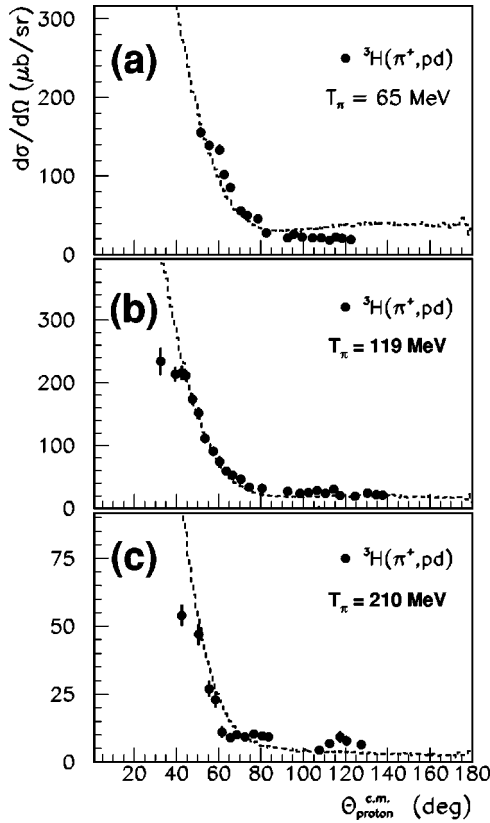 dσ/dΩ (μb/sr)
300
200
100
0
(a)
³H(π⁺,pd)
T_π = 65 MeV
300
200
100
0
(b)
³H(π⁺,pd)
T_π = 119 MeV
75
50
25
0
(c)
³H(π⁺,pd)
T_π = 210 MeV
20 40 60 80 100 120 140 160 180
Θ^c.m._proton (deg)